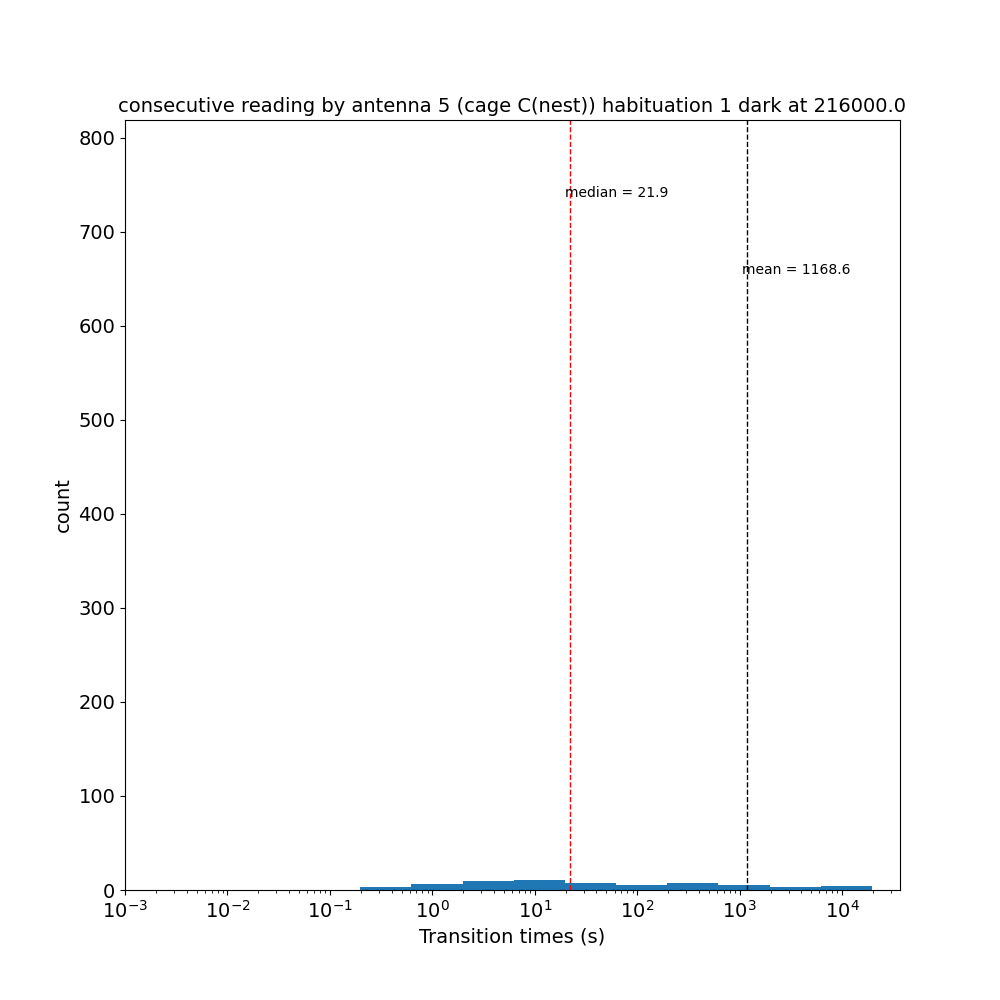 consecutive reading by antenna 5 (cage C(nest)) habituation 1 dark at 216000.0
800
median = 21.9
700
mean = 1168.6
600
500
count
400
300
200
100
0
10⁻³ 10⁻² 10⁻¹ 10⁰ 10¹ 10² 10³ 10⁴
Transition times (s)